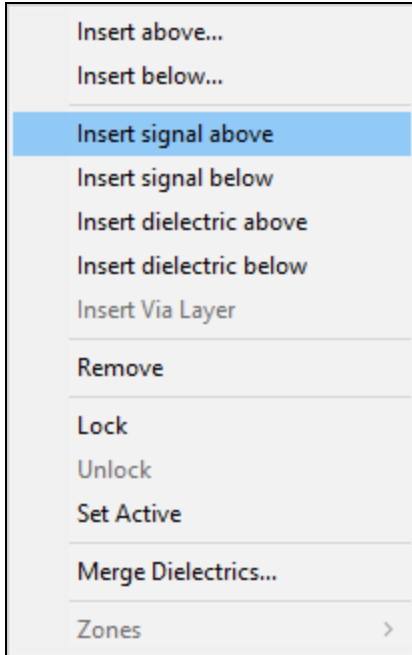 Insert above...
Insert below...
Insert signal above
Insert signal below
Insert dielectric above
Insert dielectric below
Insert Via Layer
Remove
Lock
Unlock
Set Active
Merge Dielectrics...
Zones